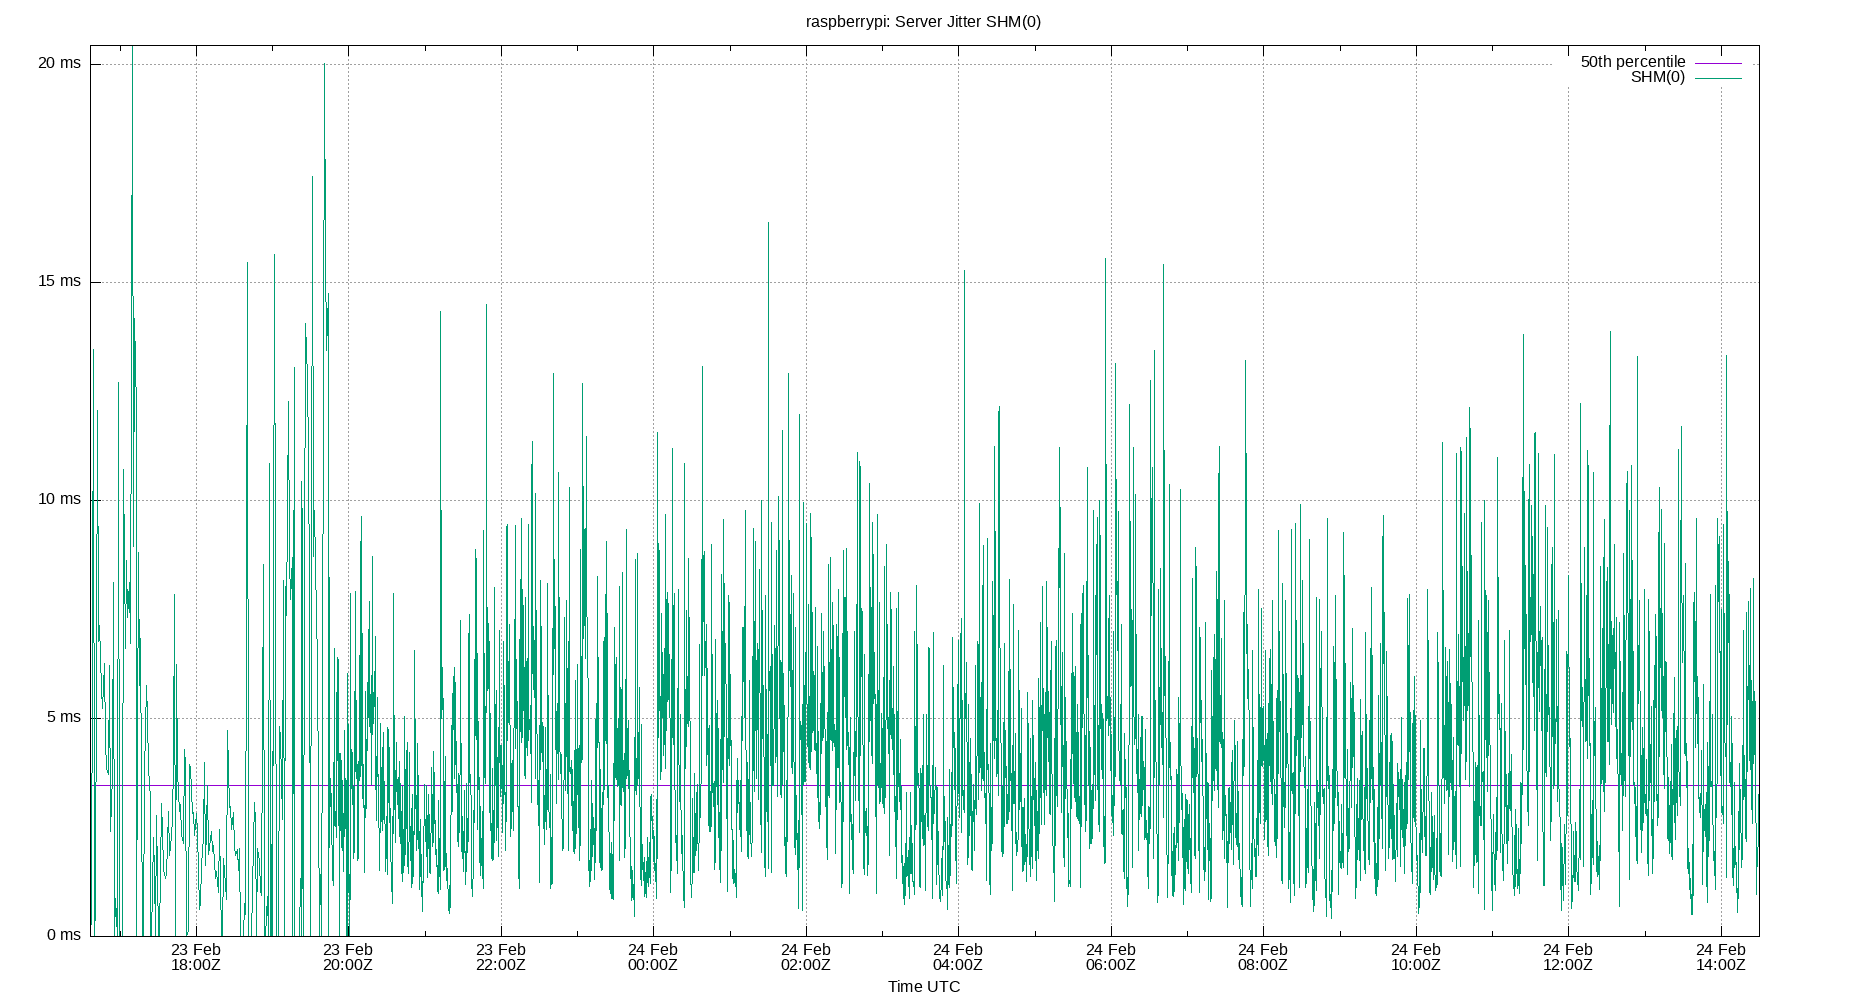 raspberrypi: Server Jitter SHM(0)
50th percentile
SHM(0)
20 ms
15 ms
10 ms
5 ms
0 ms
23 Feb 23 Feb 23 Feb 24 Feb 24 Feb 24 Feb 24 Feb 24 Feb 24 Feb 24 Feb 24 Feb
18:00Z 20:00Z 22:00Z 00:00Z 02:00Z 04:00Z 06:00Z 08:00Z 10:00Z 12:00Z 14:00Z
Time UTC